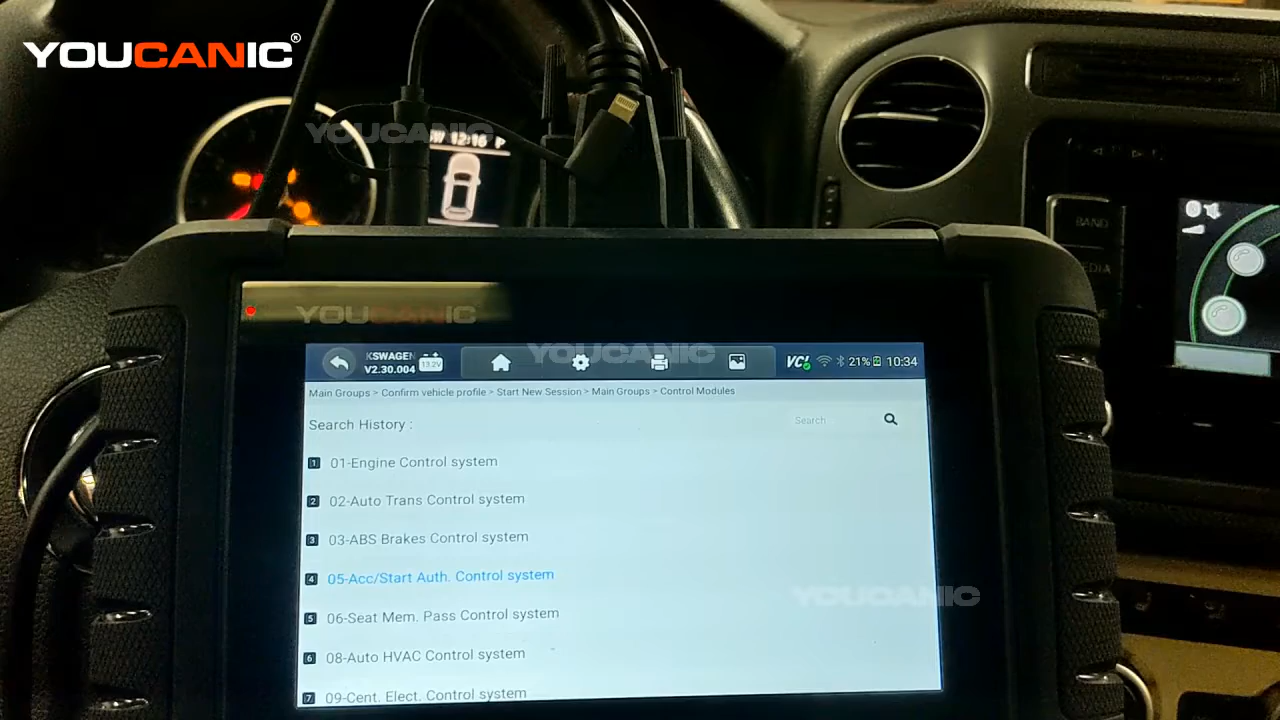 YOUCANIC®
YOUCANIC
12:16 P
BAND
YOUCANIC
YOUCANIC
KSWAGEN
V2.30.004
13.2V
VCI
21%
10:34
Main Groups > Confirm vehicle profile > Start New Session > Main Groups > Control Modules
Search History :
Search
1 01-Engine Control system
2 02-Auto Trans Control system
3 03-ABS Brakes Control system
4 05-Acc/Start Auth. Control system
5 06-Seat Mem. Pass Control system
YOUCANIC
6 08-Auto HVAC Control system
7 09-Cent. Elect. Control system